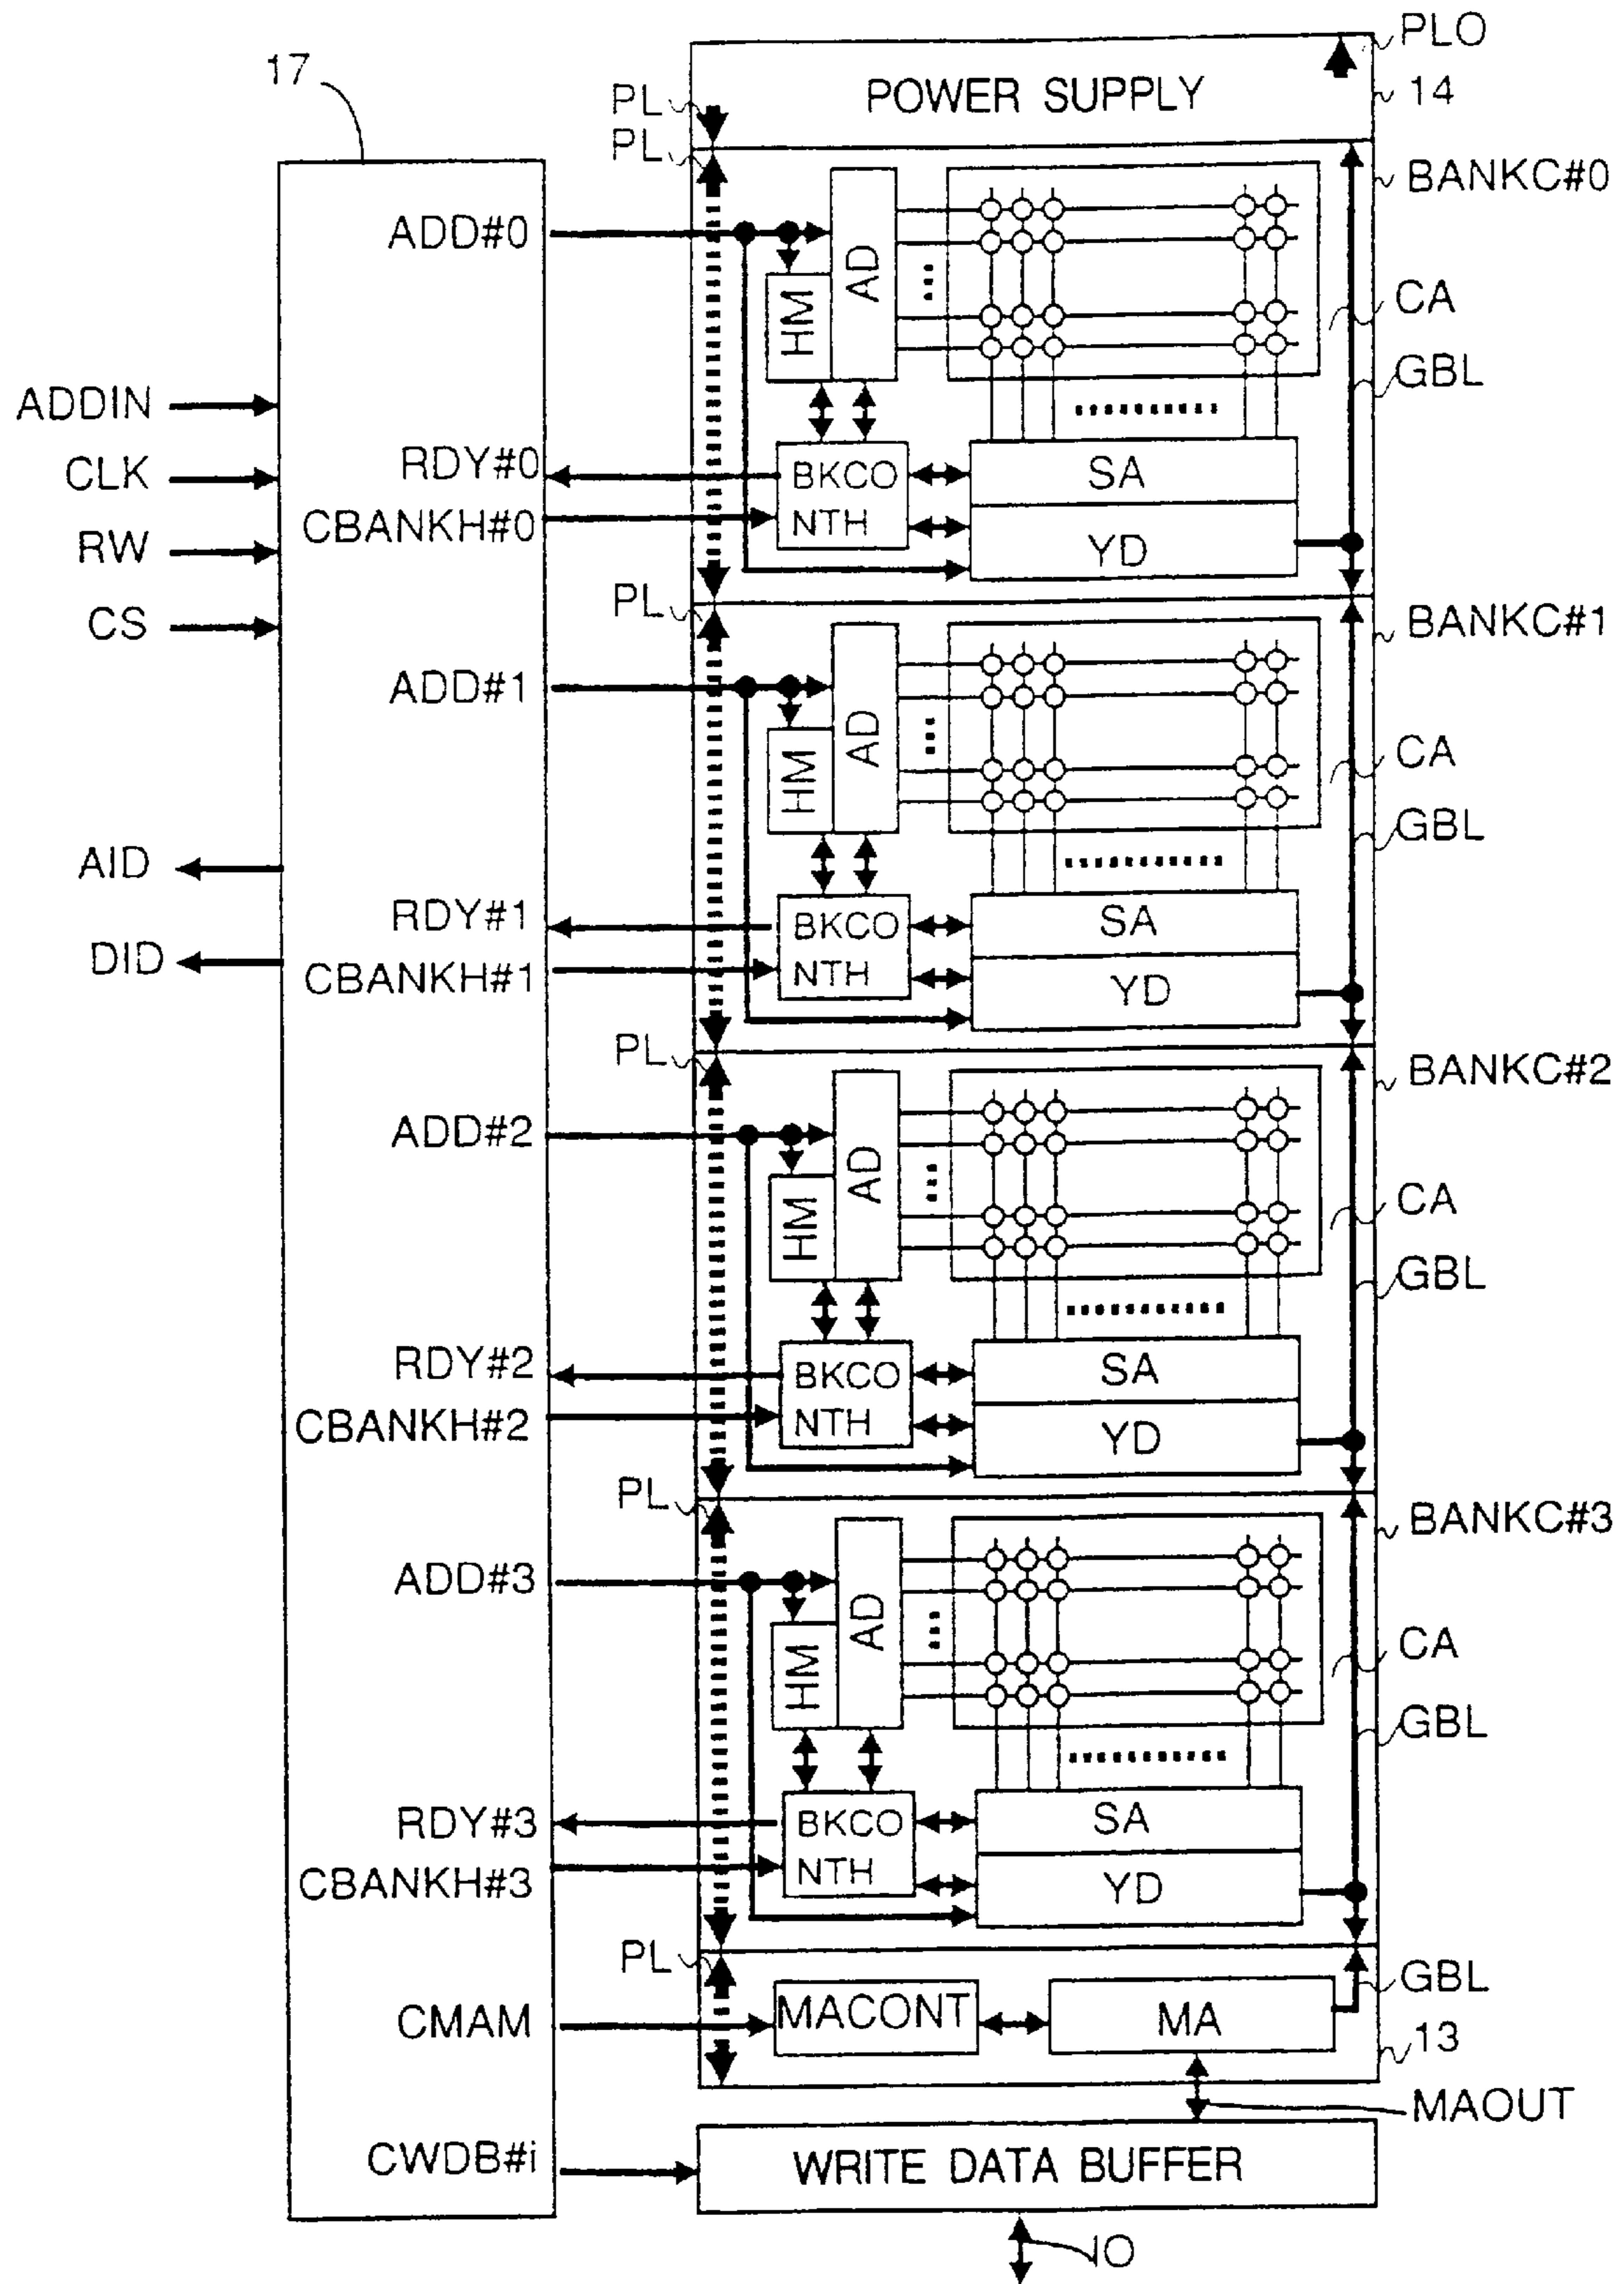 PLO
17
POWER SUPPLY
14
PL
PL
BANKC#0
ADD#0
AD
HM
CA
GBL
ADDIN
RDY#0
BKCO
NTH
SA
CLK
CBANKH#0
YD
RW
PL
BANKC#1
CS
ADD#1
AD
HM
CA
GBL
AID
RDY#1
BKCO
NTH
SA
DID
CBANKH#1
YD
PL
BANKC#2
ADD#2
AD
HM
CA
GBL
RDY#2
BKCO
NTH
SA
CBANKH#2
YD
PL
BANKC#3
ADD#3
AD
HM
CA
GBL
RDY#3
BKCO
NTH
SA
CBANKH#3
YD
PL
GBL
CMAM
MACONT
MA
13
MAOUT
CWDB#i
WRITE DATA BUFFER
IO